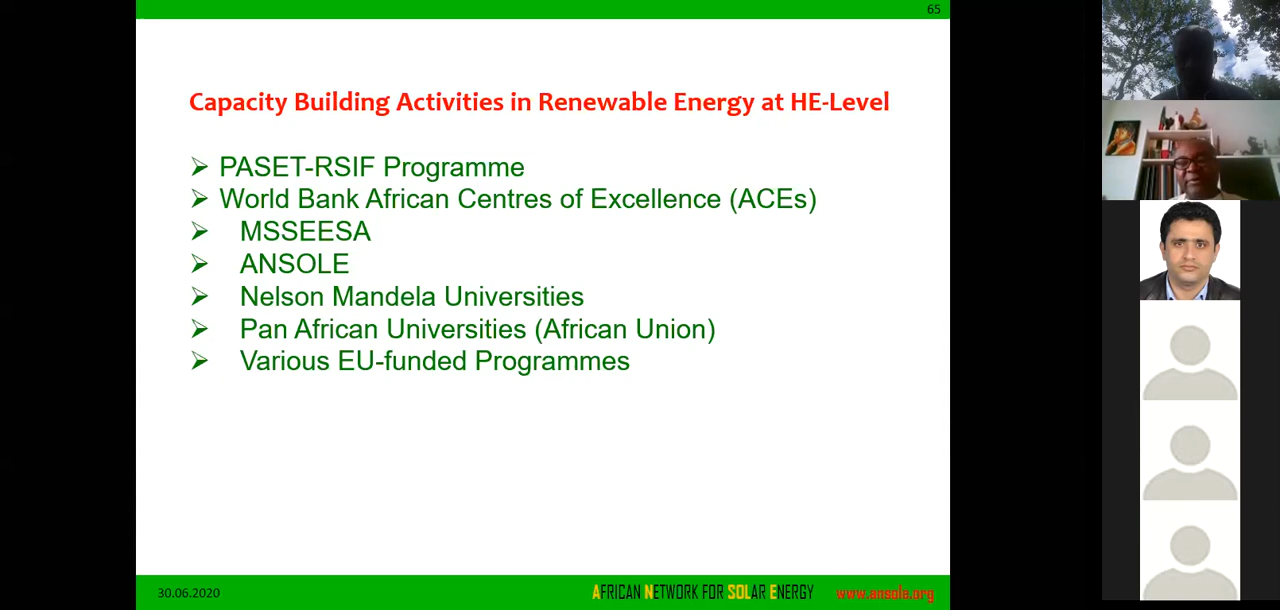 65
Capacity Building Activities in Renewable Energy at HE-Level
➢ PASET-RSIF Programme
➢ World Bank African Centres of Excellence (ACEs)
➢ MSSEESA
➢ ANSOLE
➢ Nelson Mandela Universities
➢ Pan African Universities (African Union)
➢ Various EU-funded Programmes
30.06.2020
AFRICAN NETWORK FOR SOLAR ENERGY
www.ansole.org